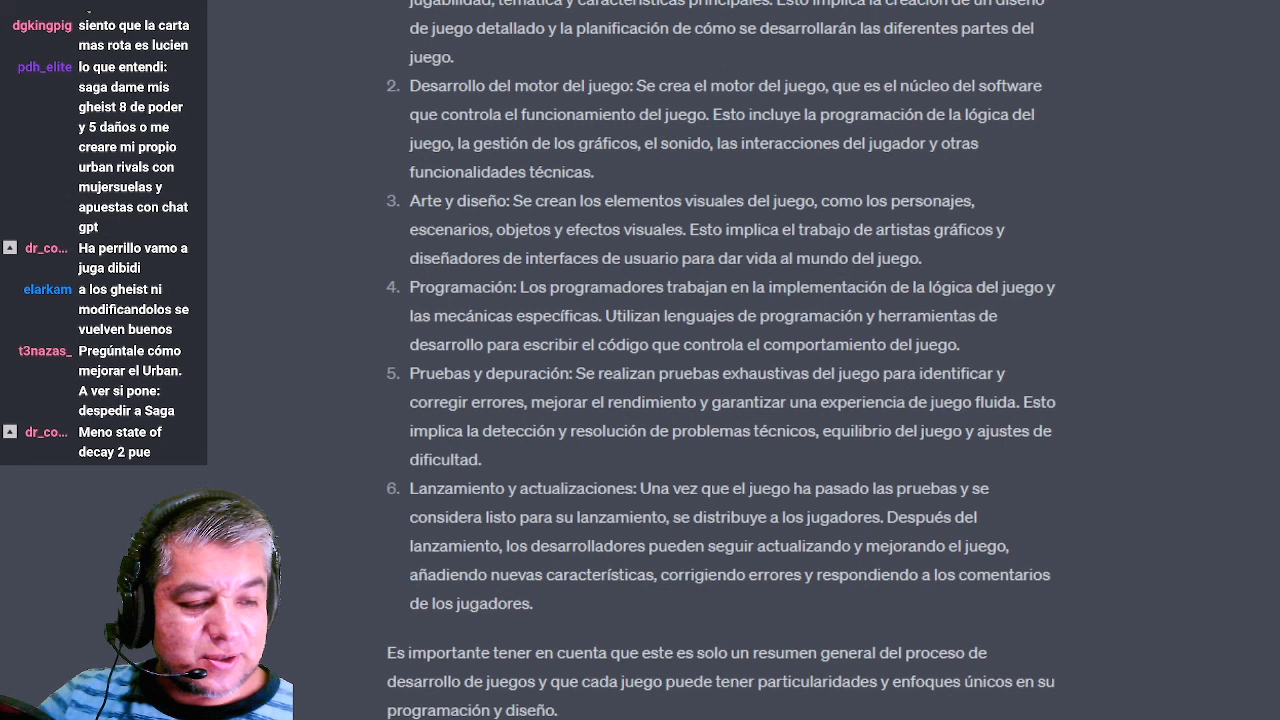 dgkingpig siento que la carta
mas rota es lucien
pdh_elite lo que entendi:
saga dame mis
gheist 8 de poder
y 5 daños o me
creare mi propio
urban rivals con
mujersuelas y
apuestas con chat
gpt
dr_co... Ha perrillo vamo a
juga dibidi
elarkam a los gheist ni
modificandolos se
vuelven buenos
t3nazas_ Pregúntale cómo
mejorar el Urban.
A ver si pone:
despedir a Saga
dr_co... Meno state of
decay 2 pue
jugabilidad, temática y características principales. Esto implica la creación de un diseño
de juego detallado y la planificación de cómo se desarrollarán las diferentes partes del
juego.
2. Desarrollo del motor del juego: Se crea el motor del juego, que es el núcleo del software
que controla el funcionamiento del juego. Esto incluye la programación de la lógica del
juego, la gestión de los gráficos, el sonido, las interacciones del jugador y otras
funcionalidades técnicas.
3. Arte y diseño: Se crean los elementos visuales del juego, como los personajes,
escenarios, objetos y efectos visuales. Esto implica el trabajo de artistas gráficos y
diseñadores de interfaces de usuario para dar vida al mundo del juego.
4. Programación: Los programadores trabajan en la implementación de la lógica del juego y
las mecánicas específicas. Utilizan lenguajes de programación y herramientas de
desarrollo para escribir el código que controla el comportamiento del juego.
5. Pruebas y depuración: Se realizan pruebas exhaustivas del juego para identificar y
corregir errores, mejorar el rendimiento y garantizar una experiencia de juego fluida. Esto
implica la detección y resolución de problemas técnicos, equilibrio del juego y ajustes de
dificultad.
6. Lanzamiento y actualizaciones: Una vez que el juego ha pasado las pruebas y se
considera listo para su lanzamiento, se distribuye a los jugadores. Después del
lanzamiento, los desarrolladores pueden seguir actualizando y mejorando el juego,
añadiendo nuevas características, corrigiendo errores y respondiendo a los comentarios
de los jugadores.
Es importante tener en cuenta que este es solo un resumen general del proceso de
desarrollo de juegos y que cada juego puede tener particularidades y enfoques únicos en su
programación y diseño.